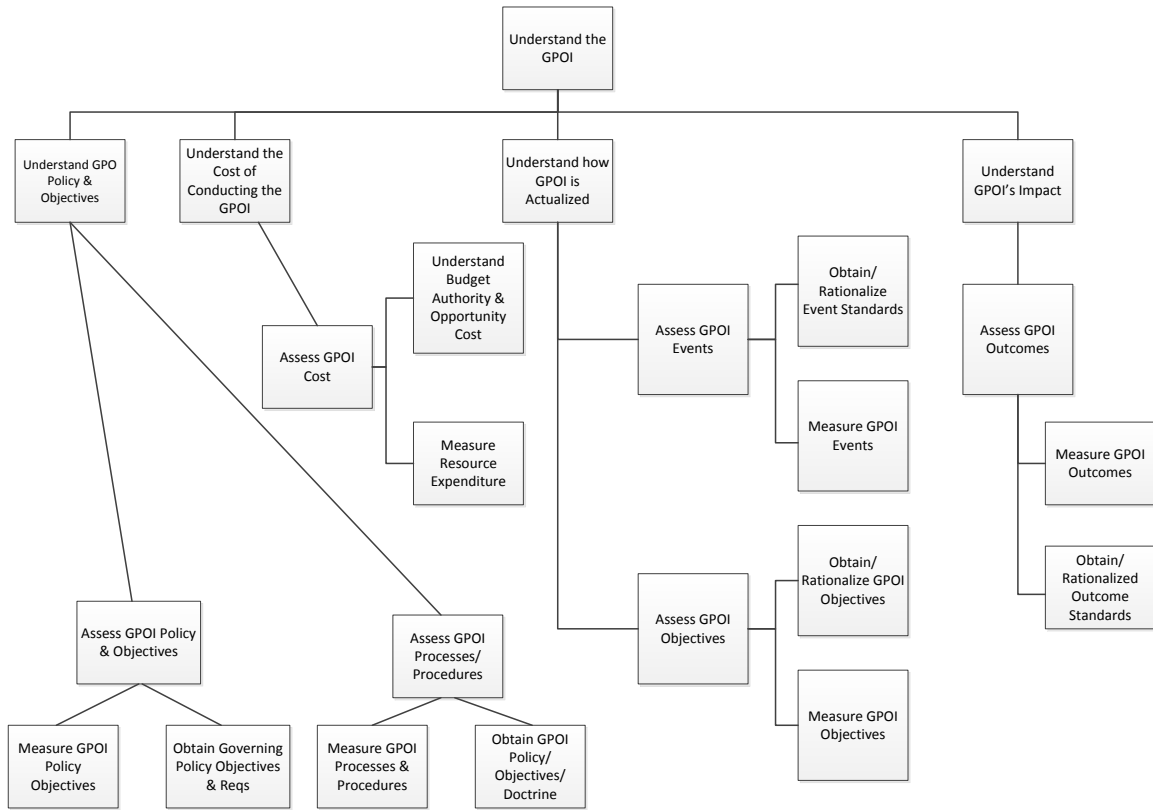 Understand the
GPOI
Understand GPO
Policy &
Objectives
Understand the
Cost of
Conducting the
GPOI
Understand how
GPOI is
Actualized
Understand
GPOI's Impact
Understand
Budget
Authority &
Opportunity
Cost
Assess GPOI
Cost
Measure
Resource
Expenditure
Assess GPOI
Events
Obtain/
Rationalize
Event Standards
Measure GPOI
Events
Assess GPOI
Outcomes
Measure GPOI
Outcomes
Obtain/
Rationalized
Outcome
Standards
Assess GPOI
Objectives
Obtain/
Rationalize GPOI
Objectives
Measure GPOI
Objectives
Assess GPOI Policy
& Objectives
Assess GPOI
Processes/
Procedures
Measure GPOI
Policy
Objectives
Obtain Governing
Policy Objectives
& Reqs
Measure GPOI
Processes &
Procedures
Obtain GPOI
Policy/
Objectives/
Doctrine